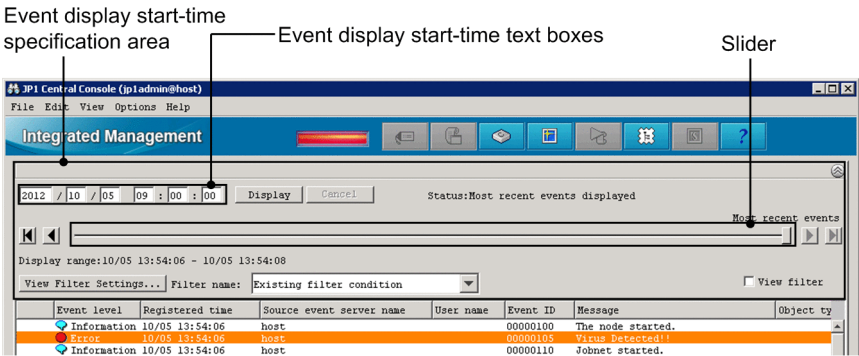 Event display start-time
specification area
Event display start-time text boxes
Slider
JP1 Central Console (jp1admin@host)
File Edit View Options Help
Integrated Management
?
2012 / 10 / 05 09 : 00 : 00 Display Cancel Status:Most recent events displayed
Most recent events
Display range:10/05 13:54:06 - 10/05 13:54:08
View Filter Settings... Filter name: Existing filter condition View filter
Event level Registered time Source event server name User name Event ID Message Object ty
Information 10/05 13:54:06 host 00000100 The node started.
Error 10/05 13:54:06 host 00000105 Virus Detected!!
Information 10/05 13:54:06 host 00000110 Jobnet started.